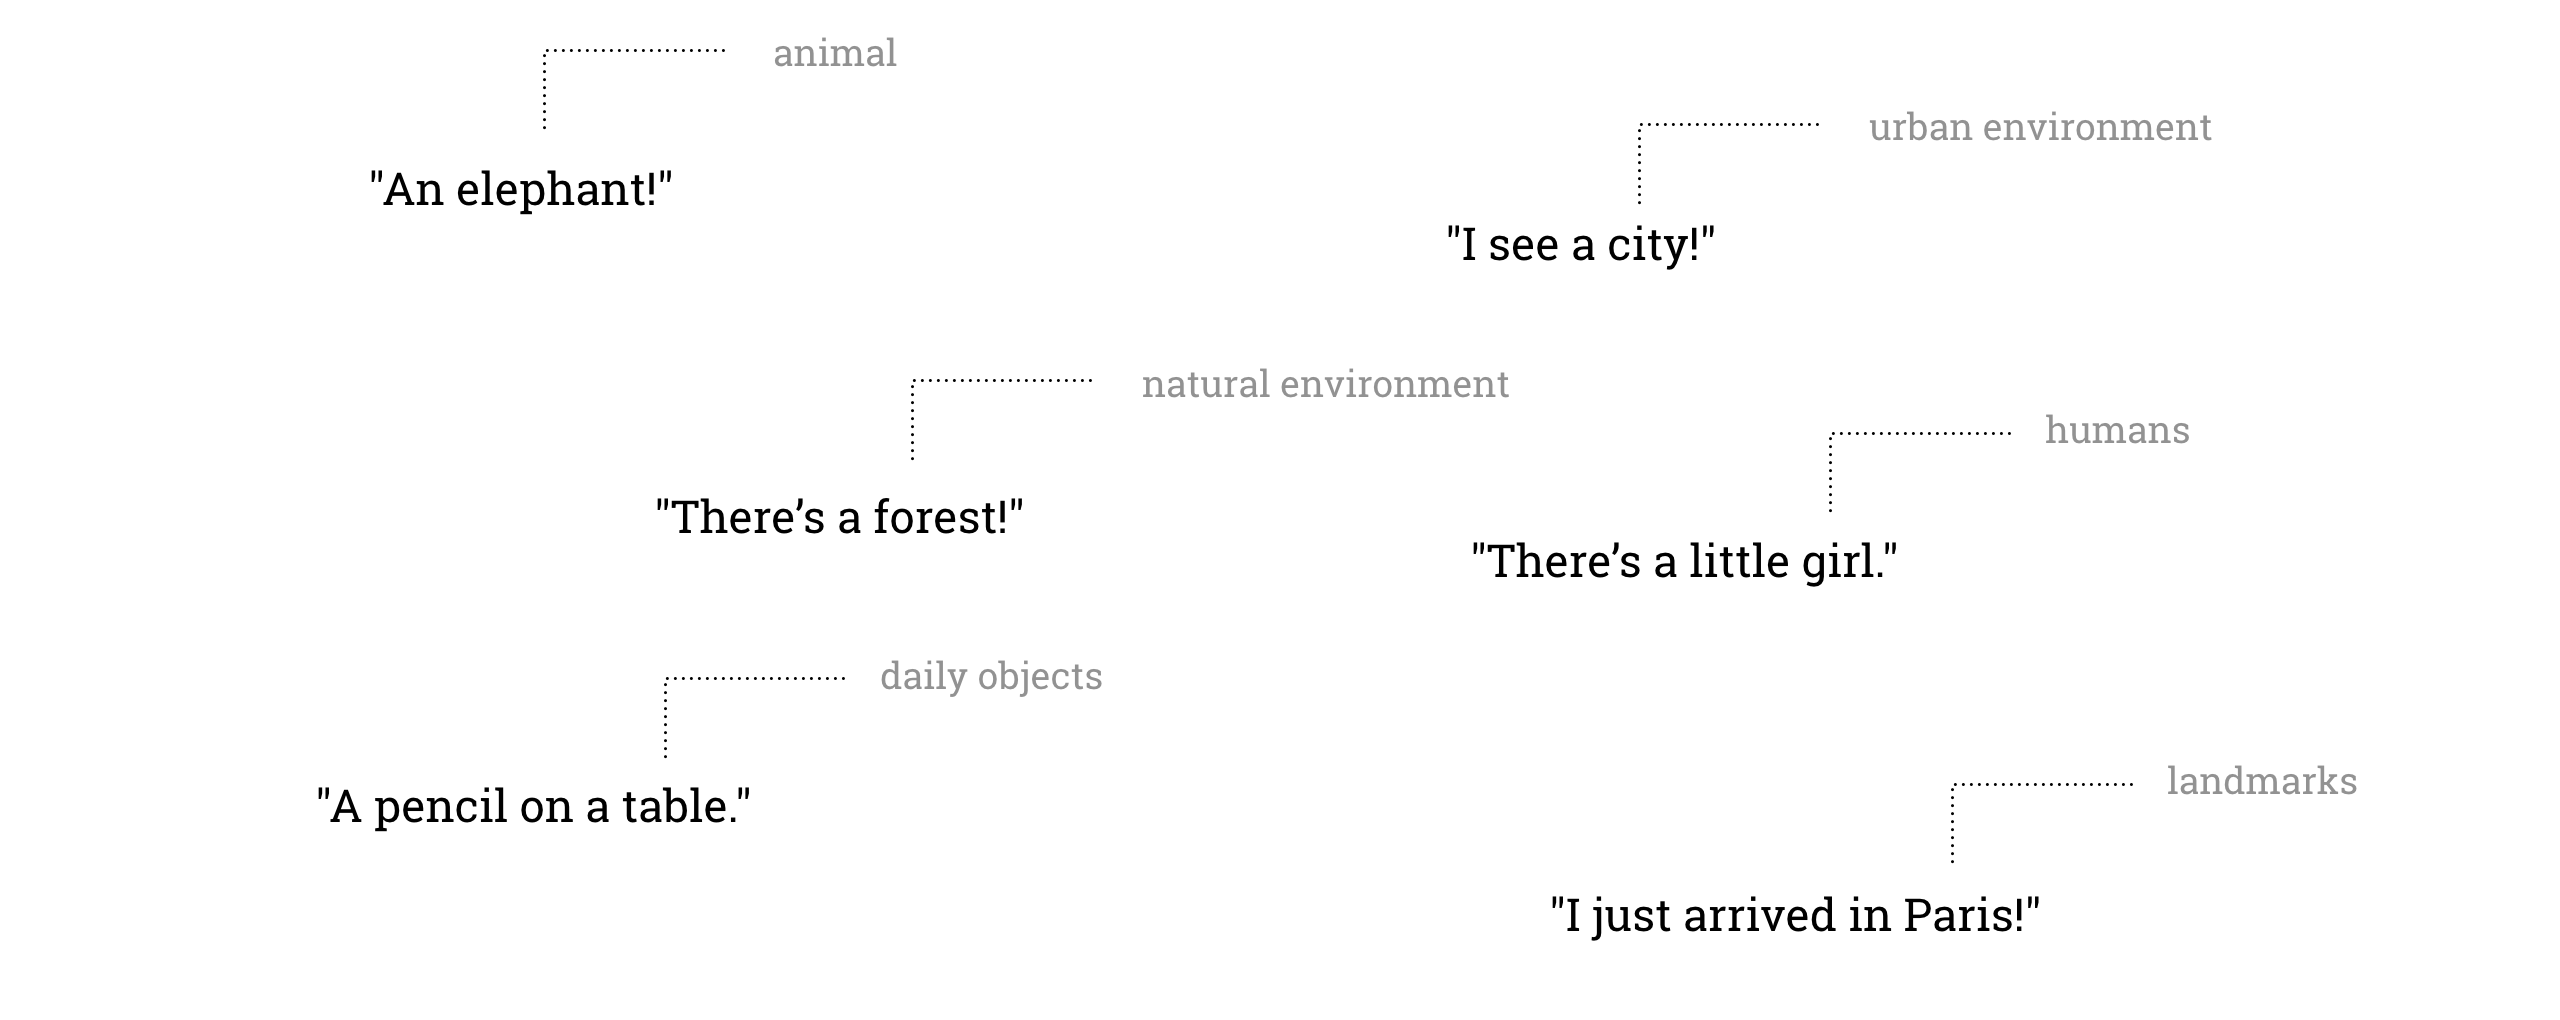 animal
"An elephant!"
urban environment
"I see a city!"
natural environment
"There’s a forest!"
humans
"There’s a little girl."
daily objects
"A pencil on a table."
landmarks
"I just arrived in Paris!"